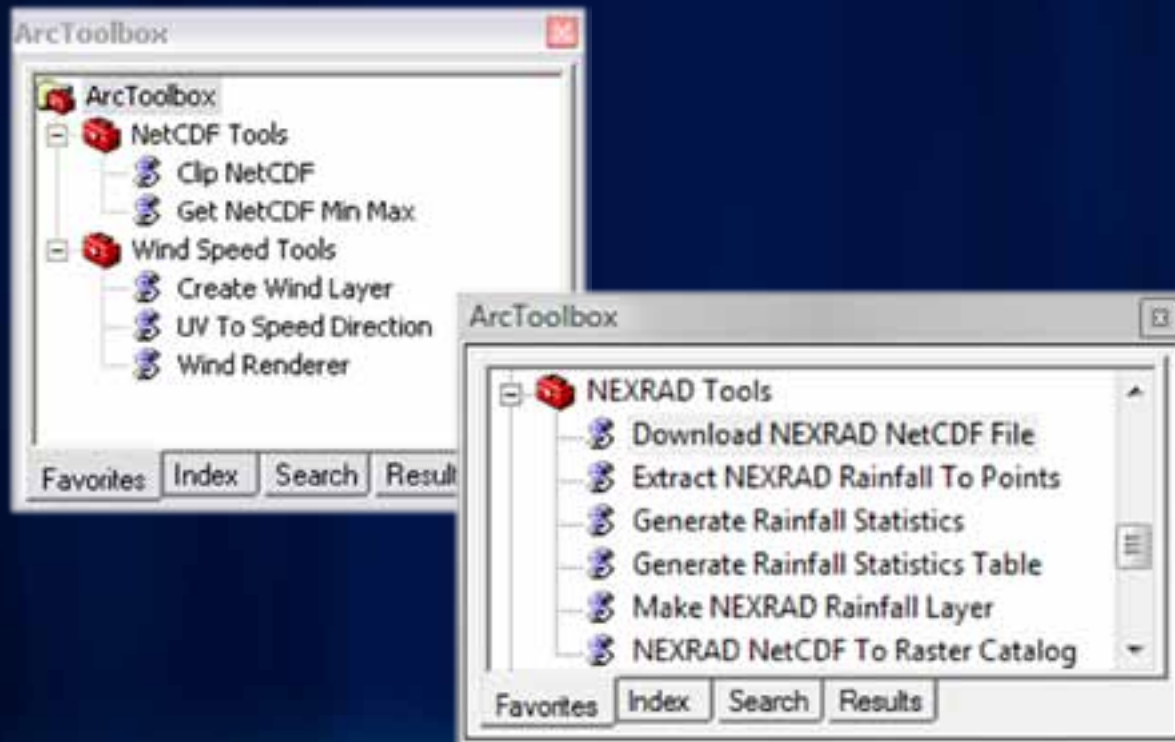 ArcToolbox
ArcToolbox
NetCDF Tools
Clip NetCDF
Get NetCDF Min Max
Wind Speed Tools
Create Wind Layer
UV To Speed Direction
Wind Renderer
Favorites Index Search Result
ArcToolbox
NEXRAD Tools
Download NEXRAD NetCDF File
Extract NEXRAD Rainfall To Points
Generate Rainfall Statistics
Generate Rainfall Statistics Table
Make NEXRAD Rainfall Layer
NEXRAD NetCDF To Raster Catalog
Favorites Index Search Results